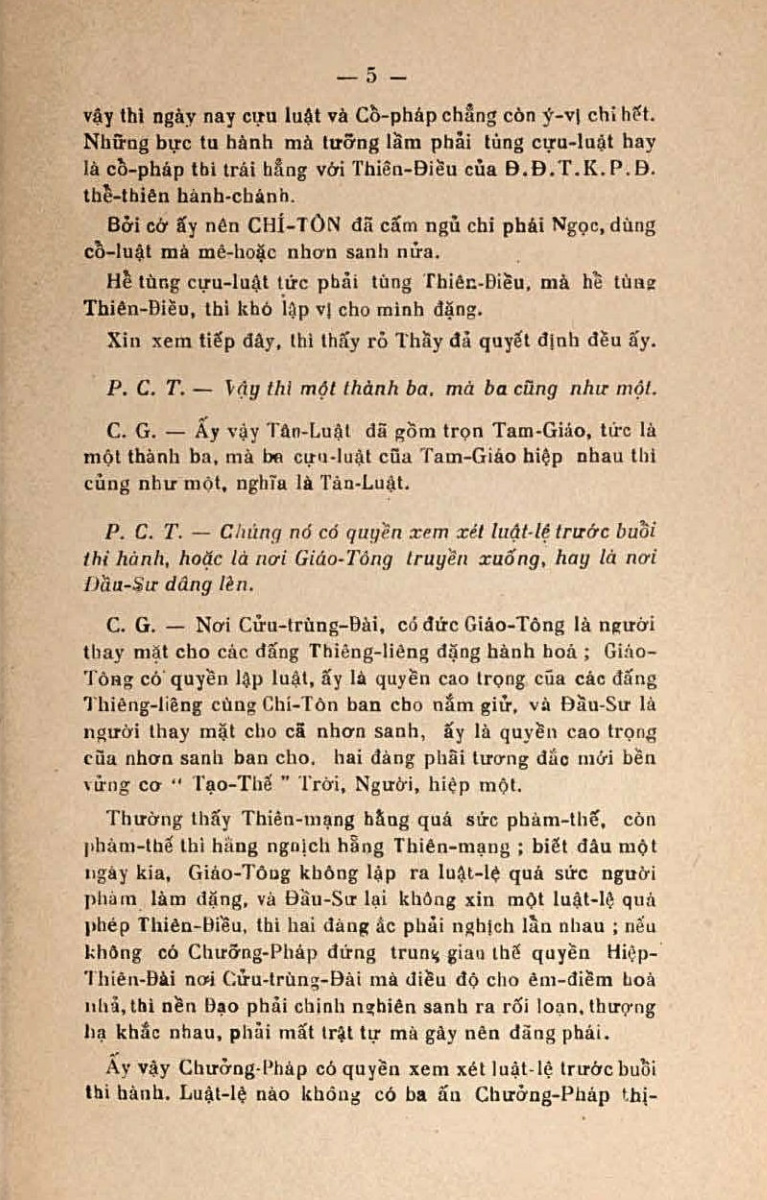 — 5 —
vậy thì ngày nay cựu luật và Cổ-pháp chẳng còn ý-vị chi hết.
Những bực tu hành mà tưởng lầm phải tùng cựu-luật hay
là cổ-pháp thì trái hẳng với Thiên-Điều của Đ.Đ.T.K.P.Đ.
thế-thiên hành-chánh.
Bởi cớ ấy nên CHÍ-TÔN đã cấm ngủ chi phái Ngọc, dùng
cổ-luật mà mê-hoặc nhơn sanh nửa.
Hễ tùng cựu-luật tức phải tùng Thiên-Điều, mà hễ tùng
Thiên-Điều, thì khó lập vị cho mình đặng.
Xin xem tiếp đây, thì thấy rỏ Thầy đả quyết định đều ấy.
P. C. T. — Vậy thì một thành ba, mà ba cũng như một.
C. G. — Ấy vậy Tân-Luật đã gồm trọn Tam-Giáo, tức là
một thành ba, mà ba cựu-luật của Tam-Giáo hiệp nhau thì
củng như một, nghĩa là Tân-Luật.
P. C. T. — Chúng nó có quyền xem xét luật-lệ trước buổi
thi hành, hoặc là nơi Giáo-Tông truyền xuống, hay là nơi
Đầu-Sư dâng lên.
C. G. — Nơi Cửu-trùng-Đài, có đức Giáo-Tông là người
thay mặt cho các đấng Thiêng-liêng đặng hành hoá ; Giáo-
Tông có quyền lập luật, ấy là quyền cao trọng của các đấng
Thiêng-liêng cùng Chí-Tôn ban cho nắm giử, và Đầu-Sư là
người thay mặt cho cã nhơn sanh, ấy là quyền cao trọng
của nhơn sanh ban cho, hai đàng phãi tương đắc mới bền
vửng cơ “ Tạo-Thế ” Trời, Người, hiệp một.
Thường thấy Thiên-mạng hằng quá sức phàm-thế, còn
phàm-thế thì hằng nghịch hẳng Thiên-mạng ; biết đâu một
ngày kia, Giáo-Tông không lập ra luật-lệ quá sức người
phàm làm đặng, và Đầu-Sư lại không xin một luật-lệ quá
phép Thiên-Điều, thì hai đàng ắc phải nghịch lẫn nhau ; nếu
không có Chưởng-Pháp đứng trung gian thế quyền Hiệp-
Thiên-Đài nơi Cửu-trùng-Đài mà điều độ cho êm-điềm hoà
nhả, thì nền Đạo phải chinh nghiên sanh ra rối loạn, thượng
hạ khắc nhau, phải mất trật tự mà gây nên đãng phái.
Ấy vậy Chưởng-Pháp có quyền xem xét luật-lệ trước buổi
thi hành. Luật-lệ nào không có ba ấn Chưởng-Pháp thị-